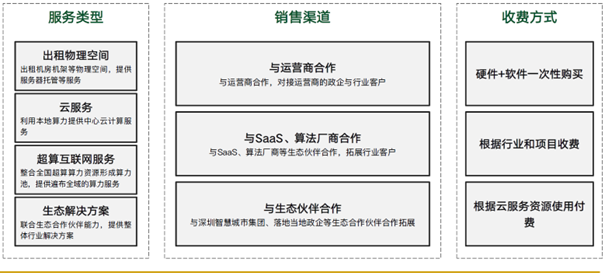 服务类型
出租物理空间
出租机房机架等物理空间，提供
服务器托管等服务
云服务
利用本地算力提供中心云计算服
务
超算互联网服务
整合全国超算算力资源形成算力
池，提供遍布全域的算力服务
生态解决方案
联合生态合作伙伴能力，提供整
体行业解决方案
销售渠道
与运营商合作
与运营商合作，对接运营商的政企与行业客户
与SaaS、算法厂商合作
与SaaS、算法厂商等生态伙伴合作，拓展行业客户
与生态伙伴合作
与深圳智慧城市集团、落地当地政企等生态合作伙伴合作拓展
收费方式
硬件+软件一次性购买
根据行业和项目收费
根据云服务资源使用付
费